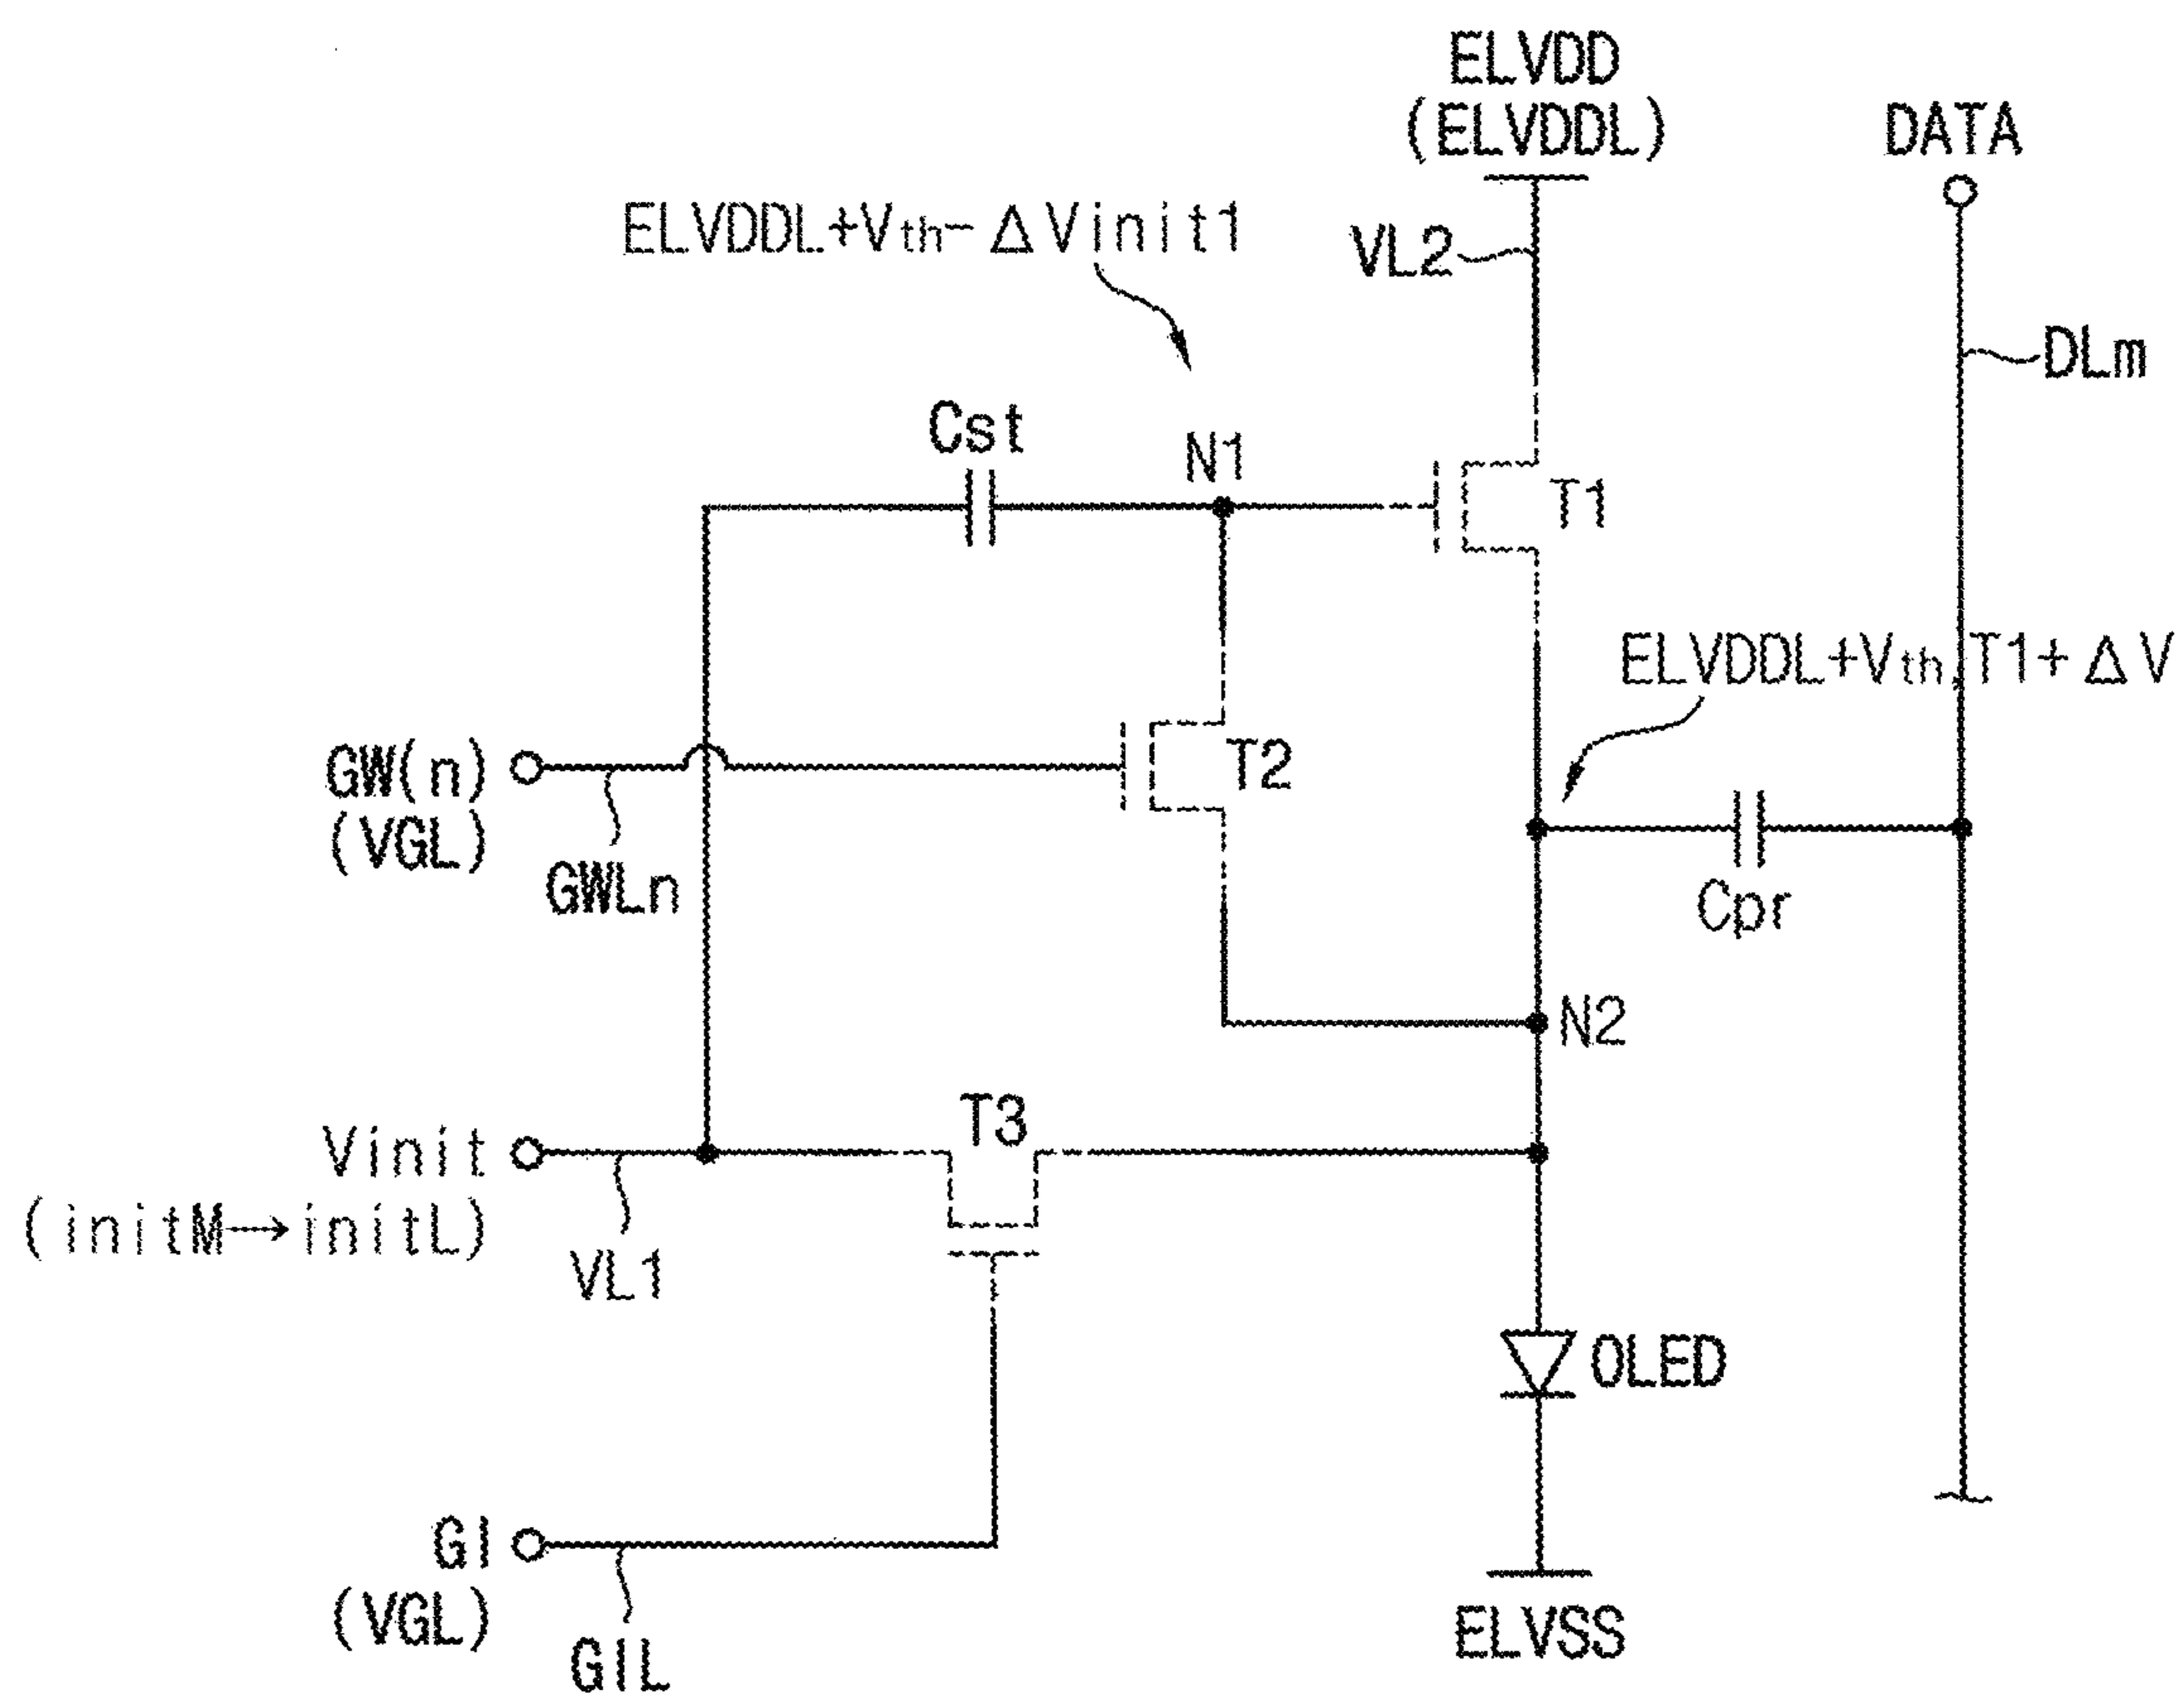 ELVDD
(ELVDDL)
DATA
ELVDDL+Vth-ΔVinit1
VL2
DLm
Cst
N1
T1
ELVDDL+Vth,T1+ΔV
GW(n)
(VGL)
T2
GWLn
Cpr
N2
T3
Vinit
(initM→initL)
VL1
OLED
GI
(VGL)
GIL
ELVSS